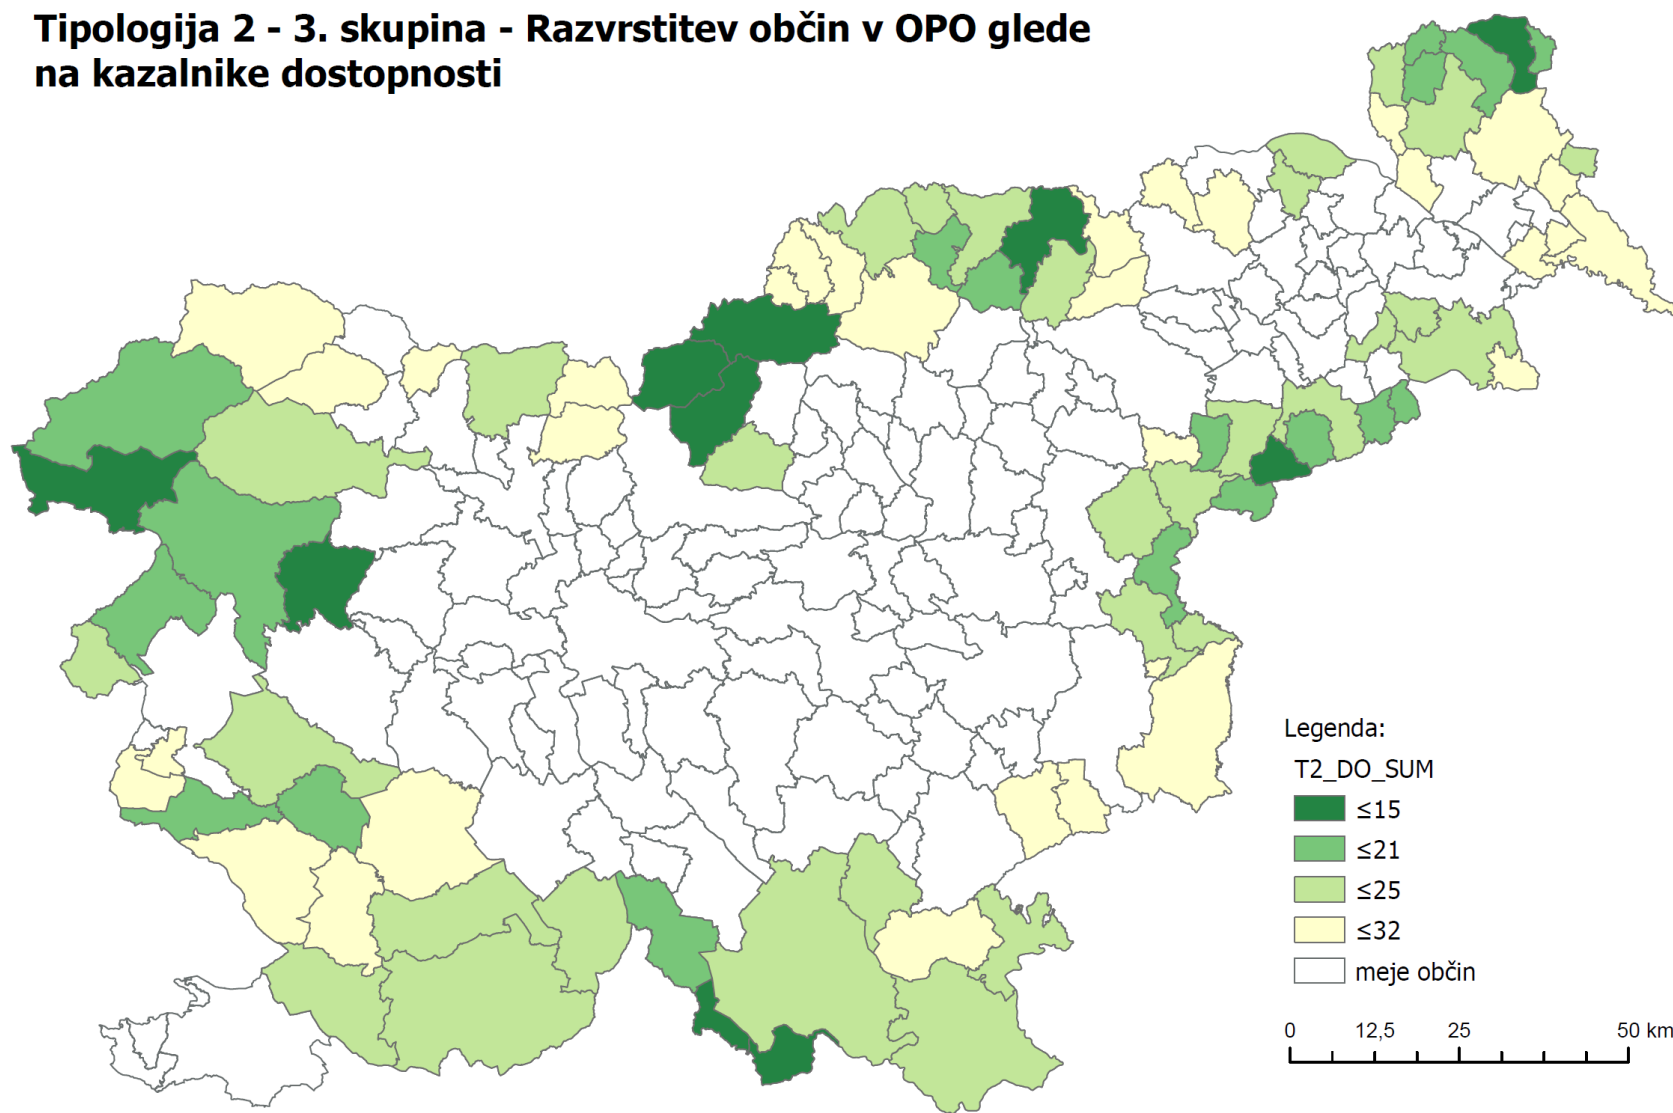 Tipologija 2 - 3. skupina - Razvrstitev občin v OPO glede
na kazalnike dostopnosti
Legenda:
T2_DO_SUM
≤15
≤21
≤25
≤32
meje občin
0 12,5 25 50 km